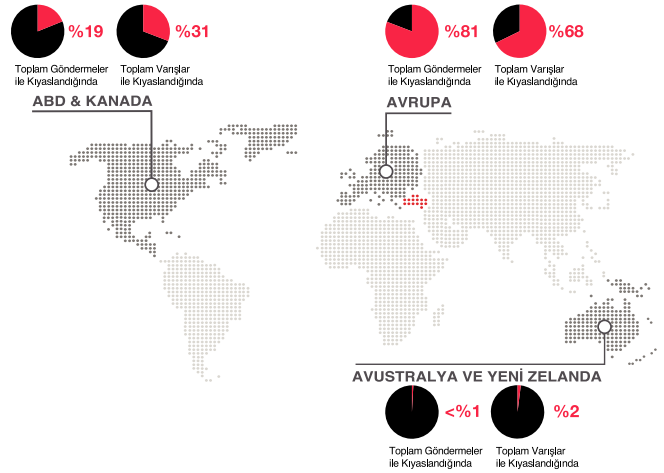 %19
%31
Toplam Göndermeler
ile Kıyaslandığında
Toplam Varışlar
ile Kıyaslandığında
ABD & KANADA
%81
%68
Toplam Göndermeler
ile Kıyaslandığında
Toplam Varışlar
ile Kıyaslandığında
AVRUPA
AVUSTRALYA VE YENİ ZELANDA
<%1
%2
Toplam Göndermeler
ile Kıyaslandığında
Toplam Varışlar
ile Kıyaslandığında